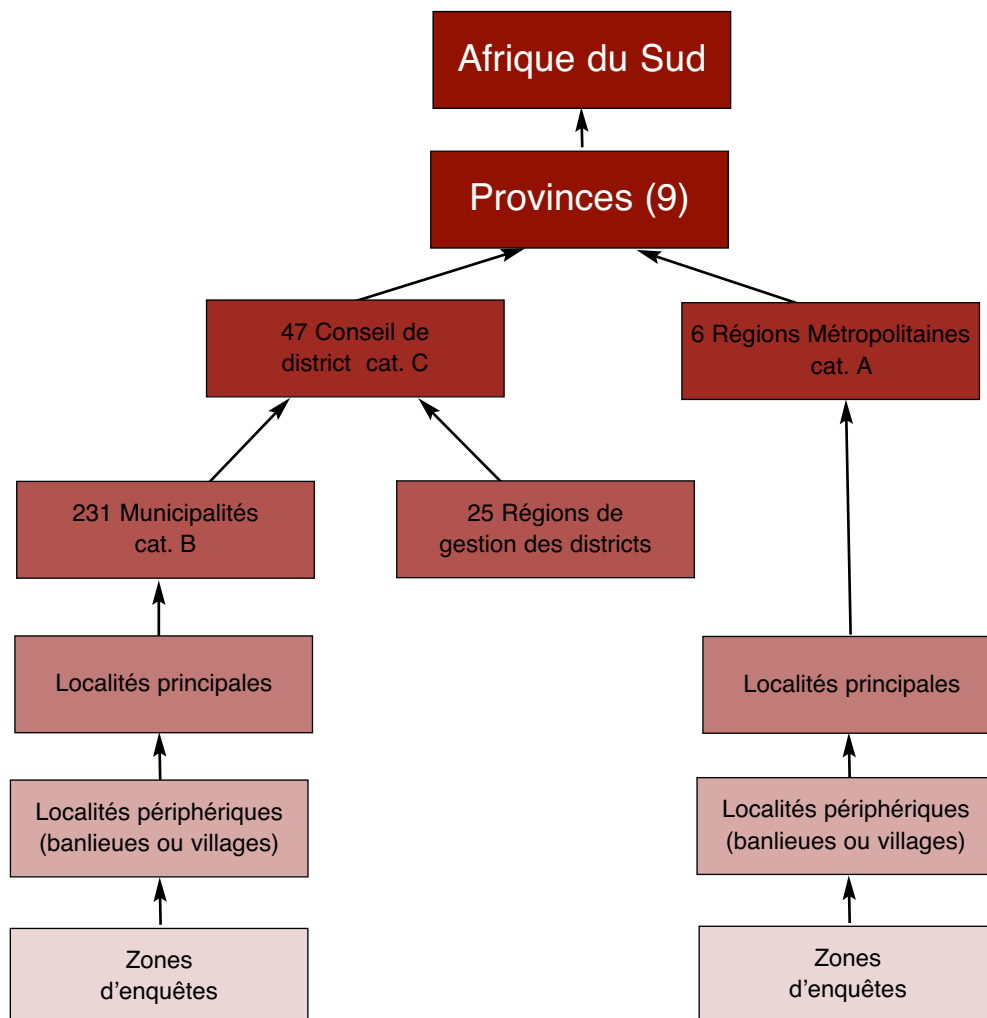 Afrique du Sud
Provinces (9)
47 Conseil de
district cat. C
6 Régions Métropolitaines
cat. A
231 Municipalités
cat. B
25 Régions de
gestion des districts
Localités principales
Localités principales
Localités périphériques
(banlieues ou villages)
Localités périphériques
(banlieues ou villages)
Zones
d'enquêtes
Zones
d'enquêtes